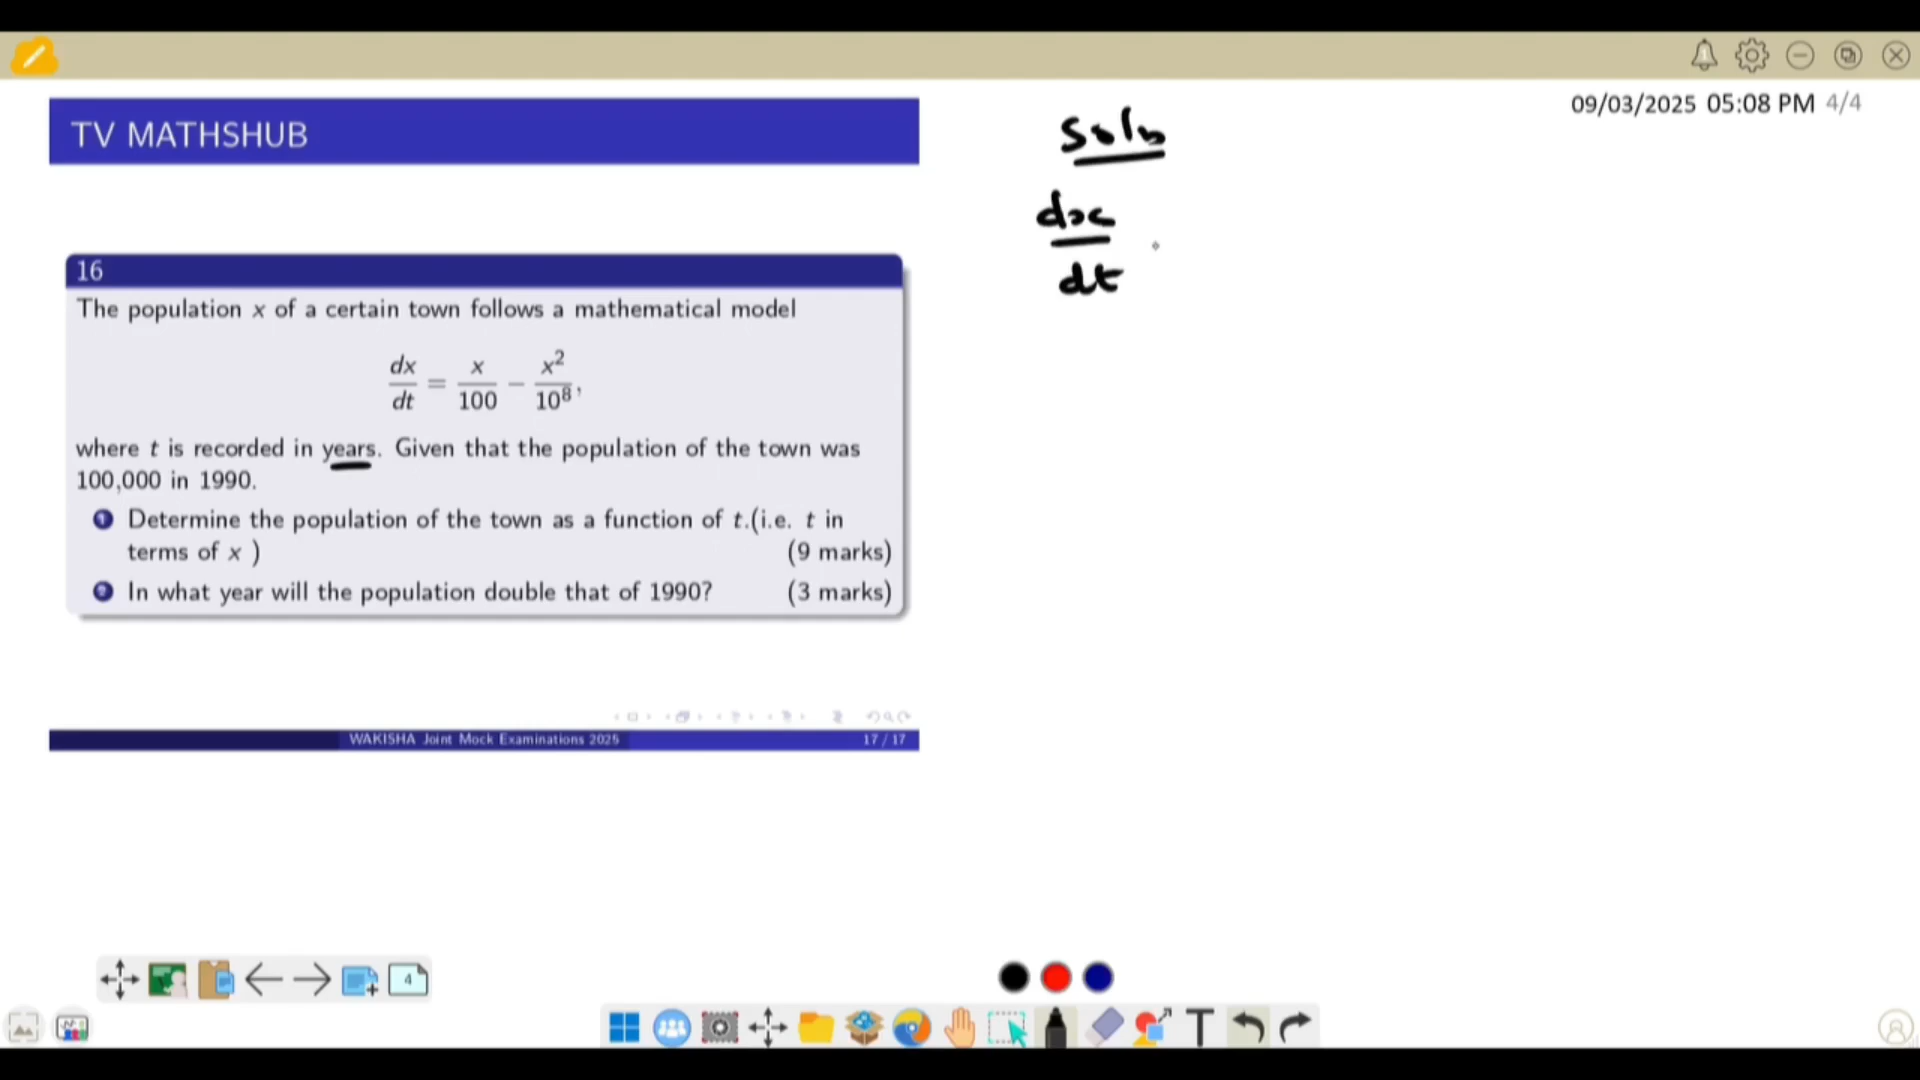 09/03/2025 05:08 PM 4/4
TV MATHSHUB
16
The population x of a certain town follows a mathematical model
dx/dt = x/100 − x²/10⁸,
where t is recorded in years. Given that the population of the town was
100,000 in 1990.
1 Determine the population of the town as a function of t.(i.e. t in
terms of x ) (9 marks)
2 In what year will the population double that of 1990? (3 marks)
WAKISHA Joint Mock Examinations 2025 17 / 17
Soln
dx
dt
4
T